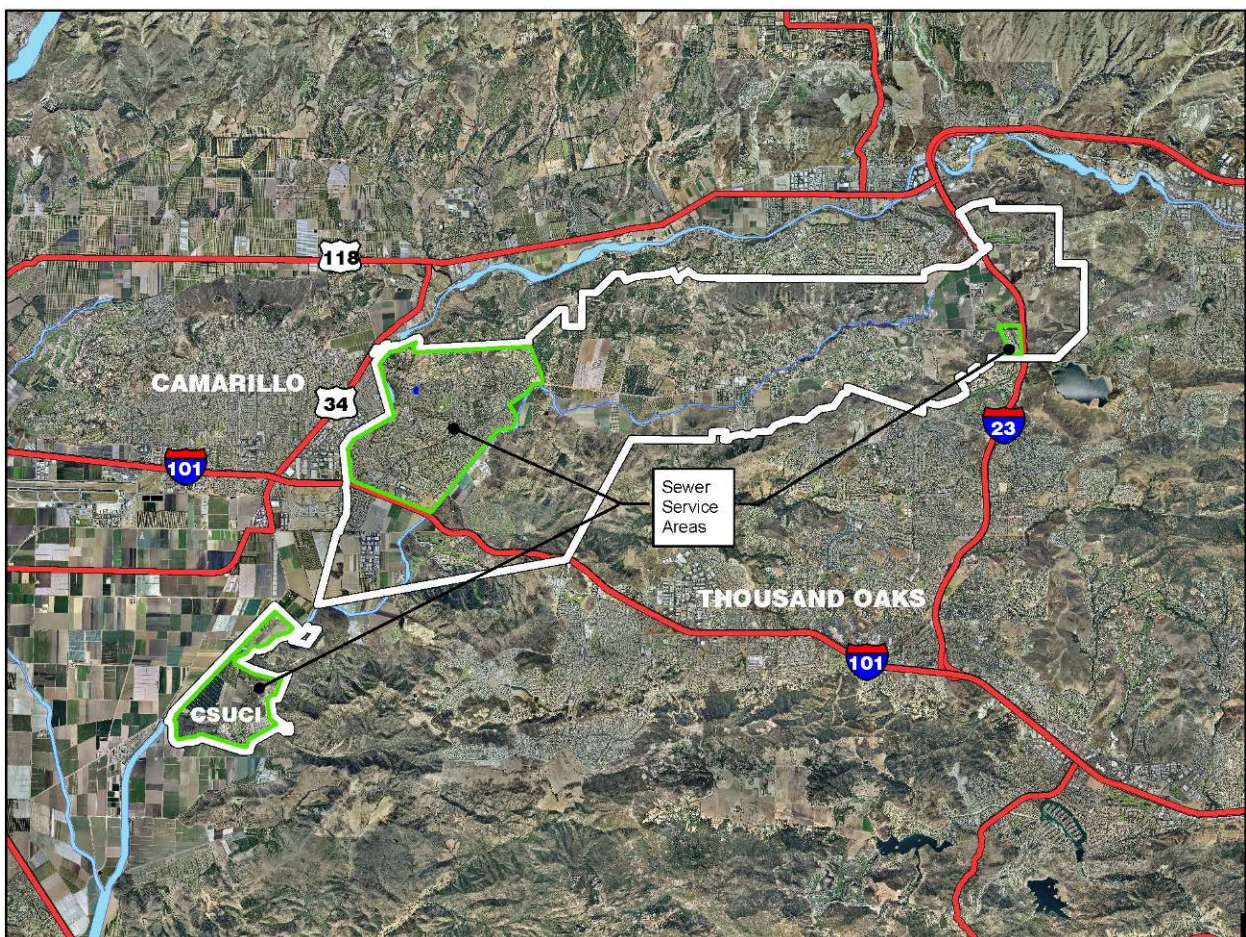 118
CAMARILLO
34
101
23
Sewer
Service
Areas
THOUSAND OAKS
101
CSUCI